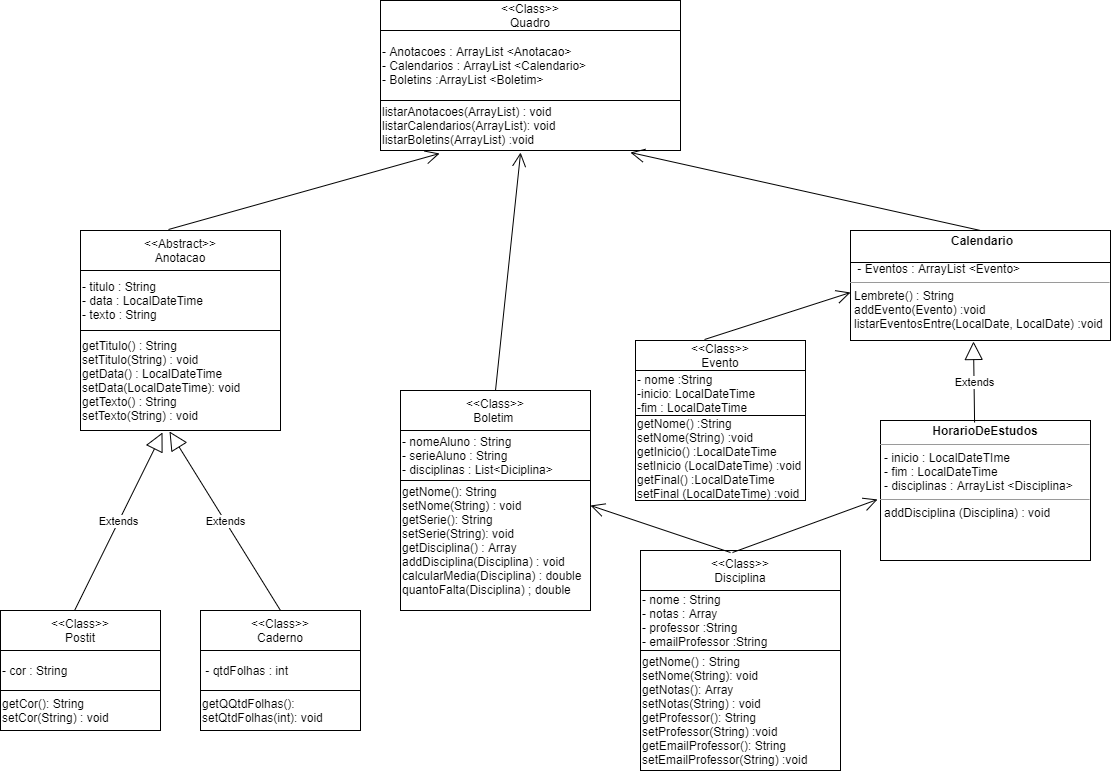 <<Class>>
Quadro
- Anotacoes : ArrayList <Anotacao>
- Calendarios : ArrayList <Calendario>
- Boletins :ArrayList <Boletim>
listarAnotacoes(ArrayList) : void
listarCalendarios(ArrayList): void
listarBoletins(ArrayList) :void
<<Abstract>>
Anotacao
- titulo : String
- data : LocalDateTime
- texto : String
getTitulo() : String
setTitulo(String) : void
getData() : LocalDateTime
setData(LocalDateTime): void
getTexto() : String
setTexto(String) : void
Calendario
- Eventos : ArrayList <Evento>
Lembrete() : String
addEvento(Evento) :void
listarEventosEntre(LocalDate, LocalDate) :void
<<Class>>
Evento
- nome :String
-inicio: LocalDateTime
-fim : LocalDateTime
getNome() :String
setNome(String) :void
getInicio() :LocalDateTime
setInicio (LocalDateTime) :void
getFinal() :LocalDateTime
setFinal (LocalDateTime) :void
Extends
<<Class>>
Boletim
- nomeAluno : String
- serieAluno : String
- disciplinas : List<Diciplina>
getNome(): String
setNome(String) : void
getSerie(): String
setSerie(String): void
getDisciplina() : Array
addDisciplina(Disciplina) : void
calcularMedia(Disciplina) : double
quantoFalta(Disciplina) ; double
HorarioDeEstudos
- inicio : LocalDateTIme
- fim : LocalDateTime
- disciplinas : ArrayList <Disciplina>
addDisciplina (Disciplina) : void
Extends
Extends
<<Class>>
Disciplina
- nome : String
- notas : Array
- professor :String
- emailProfessor :String
getNome() : String
setNome(String): void
getNotas(): Array
setNotas(String) : void
getProfessor(): String
setProfessor(String) :void
getEmailProfessor(): String
setEmailProfessor(String) :void
<<Class>>
Postit
- cor : String
getCor(): String
setCor(String) : void
<<Class>>
Caderno
- qtdFolhas : int
getQQtdFolhas():
setQtdFolhas(int): void